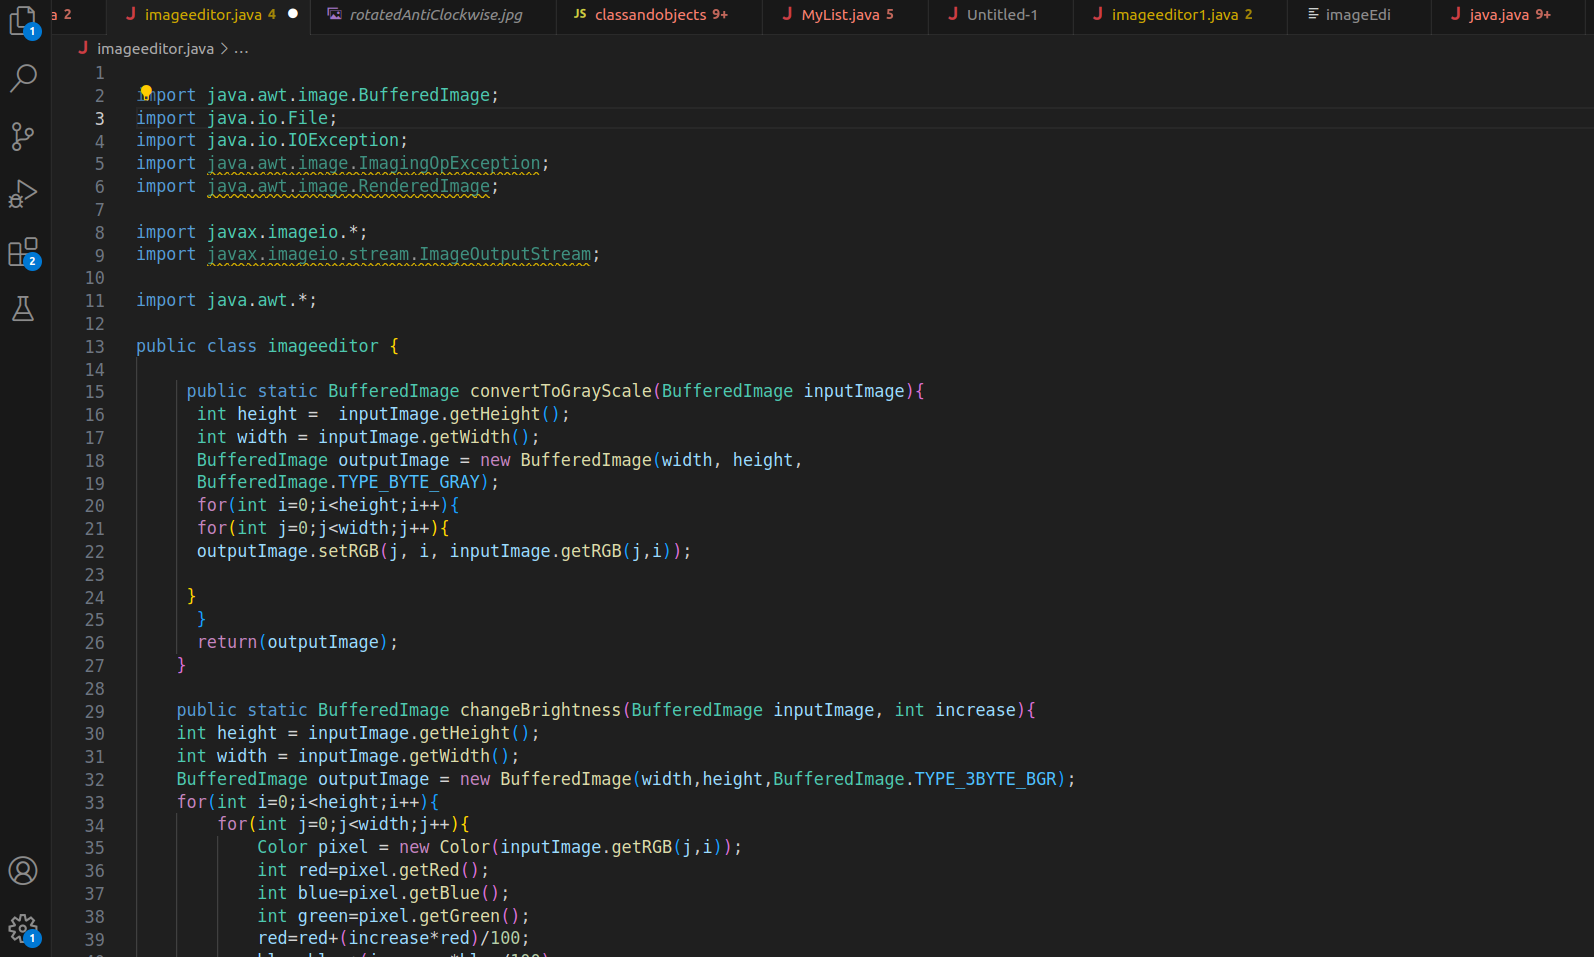 a 2 imageeditor.java 4 rotatedAntiClockwise.jpg JS classandobjects 9+ J MyList.java 5 J Untitled-1 J imageeditor1.java 2 imageEdi J java.java 9+
1
J imageeditor.java > ...
1
2 import java.awt.image.BufferedImage;
3 import java.io.File;
4 import java.io.IOException;
5 import java.awt.image.ImagingOpException;
6 import java.awt.image.RenderedImage;
7
8 import javax.imageio.*;
9 import javax.imageio.stream.ImageOutputStream;
2
10
11 import java.awt.*;
12
13 public class imageeditor {
14
15 public static BufferedImage convertToGrayScale(BufferedImage inputImage){
16 int height =  inputImage.getHeight();
17 int width = inputImage.getWidth();
18 BufferedImage outputImage = new BufferedImage(width, height,
19 BufferedImage.TYPE_BYTE_GRAY);
20 for(int i=0;i<height;i++){
21 for(int j=0;j<width;j++){
22 outputImage.setRGB(j, i, inputImage.getRGB(j,i));
23
24 }
25 }
26 return(outputImage);
27 }
28
29 public static BufferedImage changeBrightness(BufferedImage inputImage, int increase){
30 int height = inputImage.getHeight();
31 int width = inputImage.getWidth();
32 BufferedImage outputImage = new BufferedImage(width,height,BufferedImage.TYPE_3BYTE_BGR);
33 for(int i=0;i<height;i++){
34 for(int j=0;j<width;j++){
35 Color pixel = new Color(inputImage.getRGB(j,i));
36 int red=pixel.getRed();
37 int blue=pixel.getBlue();
38 int green=pixel.getGreen();
39 red=red+(increase*red)/100;
1